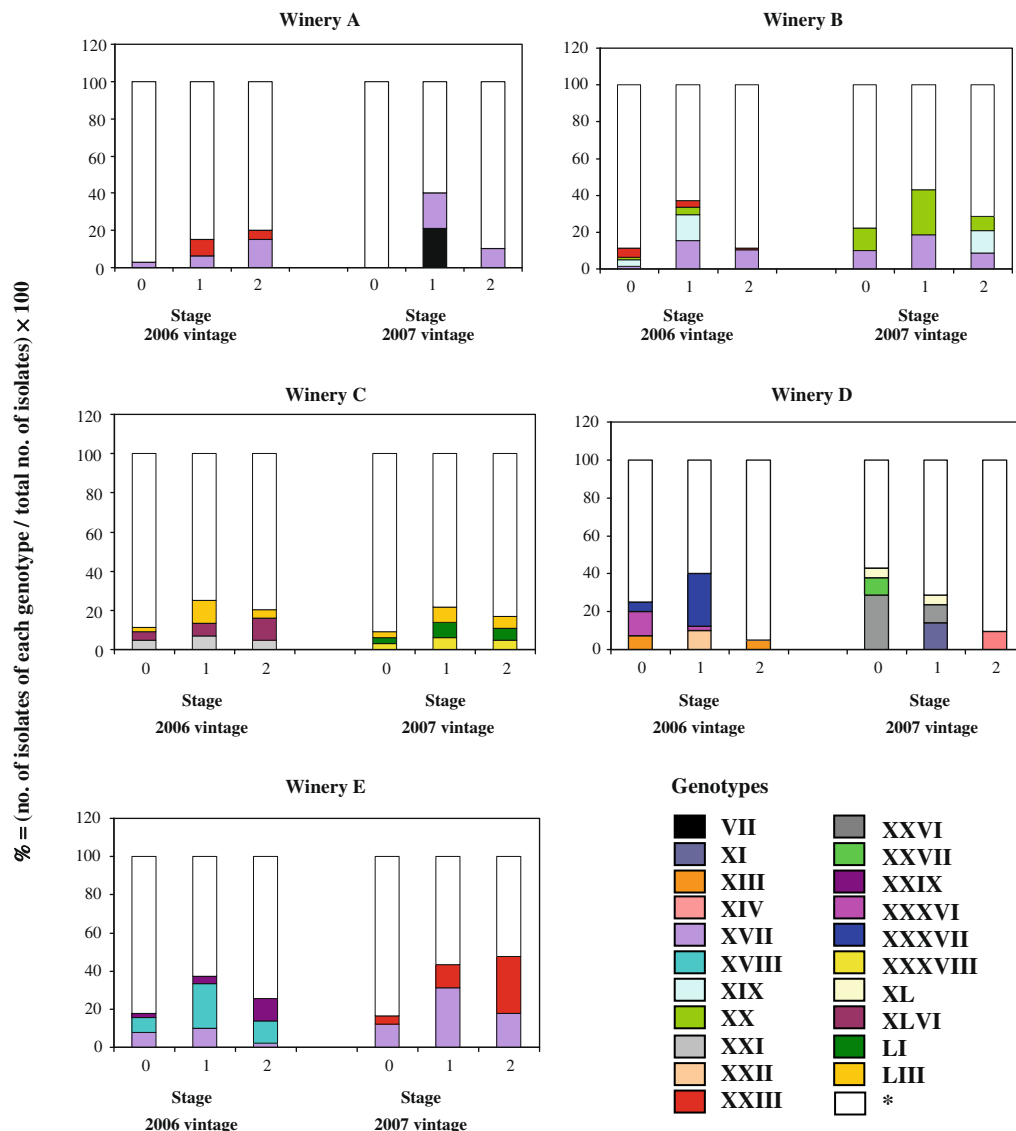 Winery A
120
100
80
60
40
20
0
0 1 2 0 1 2
Stage Stage
2006 vintage 2007 vintage
Winery B
120
100
80
60
40
20
0
0 1 2 0 1 2
Stage Stage
2006 vintage 2007 vintage
% = (no. of isolates of each genotype / total no. of isolates) × 100
Winery C
120
100
80
60
40
20
0
0 1 2 0 1 2
Stage Stage
2006 vintage 2007 vintage
Winery D
120
100
80
60
40
20
0
0 1 2 0 1 2
Stage Stage
2006 vintage 2007 vintage
Winery E
120
100
80
60
40
20
0
0 1 2 0 1 2
Stage Stage
2006 vintage 2007 vintage
Genotypes
VII
XI
XIII
XIV
XVII
XVIII
XIX
XX
XXI
XXII
XXIII
XXVI
XXVII
XXIX
XXXVI
XXXVII
XXXVIII
XL
XLVI
LI
LIII
*